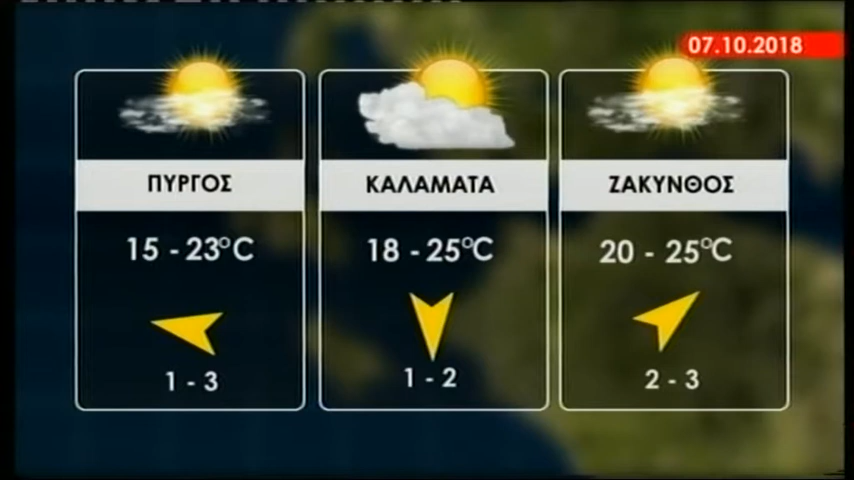 07.10.2018
ΠΥΡΓΟΣ
15 - 23°C
1 - 3
ΚΑΛΑΜΑΤΑ
18 - 25°C
1 - 2
ΖΑΚΥΝΘΟΣ
20 - 25°C
2 - 3